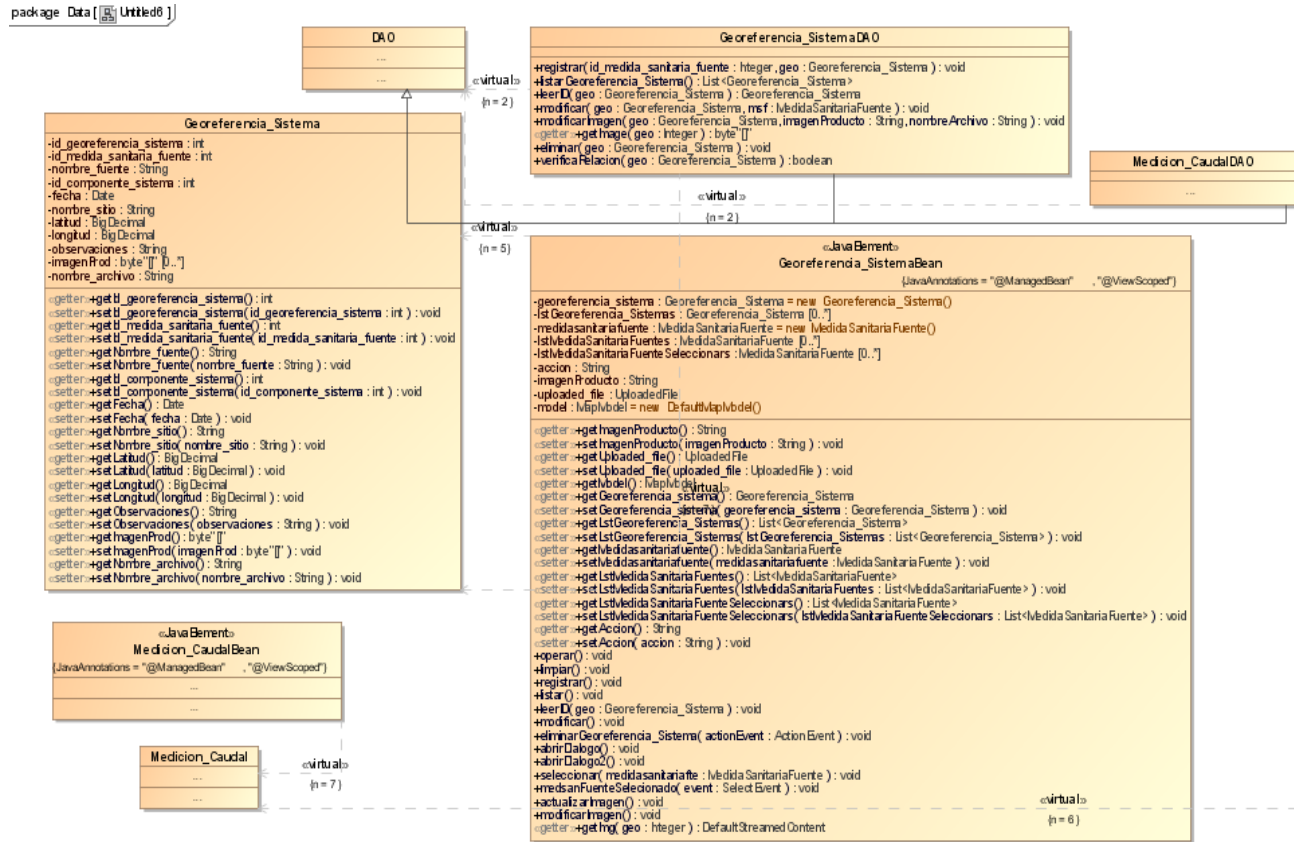 package Data [ Untitled6 ]
DAO
...
...
«virtual»
{n = 2}
Georeferencia_SistemaDAO
+registrar( id_medida_sanitaria_fuente : Integer, geo : Georeferencia_Sistema ) : void
+listarGeoreferencia_Sistema() : List<Georeferencia_Sistema>
+leerID( geo : Georeferencia_Sistema ) : Georeferencia_Sistema
+modificar( geo : Georeferencia_Sistema, msf : MedidaSanitariaFuente ) : void
+modificarImagen( geo : Georeferencia_Sistema, imagenProducto : String, nombreArchivo : String ) : void
«getter»+getImage( geo : Integer ) : byte"[]"
+eliminar( geo : Georeferencia_Sistema ) : void
+verificaRelacion( geo : Georeferencia_Sistema ) : boolean
Medicion_CaudalDAO
...
«virtual»
{n = 2}
Georeferencia_Sistema
-id_georeferencia_sistema : int
-id_medida_sanitaria_fuente : int
-nombre_fuente : String
-id_componente_sistema : int
-fecha : Date
-nombre_sitio : String
-latitud : BigDecimal
-longitud : BigDecimal
-observaciones : String
-imagenProd : byte"[]" [0..*]
-nombre_archivo : String
«getter»+getId_georeferencia_sistema() : int
«setter»+setId_georeferencia_sistema( id_georeferencia_sistema : int ) : void
«getter»+getId_medida_sanitaria_fuente() : int
«setter»+setId_medida_sanitaria_fuente( id_medida_sanitaria_fuente : int ) : void
«getter»+getNombre_fuente() : String
«setter»+setNombre_fuente( nombre_fuente : String ) : void
«getter»+getId_componente_sistema() : int
«setter»+setId_componente_sistema( id_componente_sistema : int ) : void
«getter»+getFecha() : Date
«setter»+setFecha( fecha : Date ) : void
«getter»+getNombre_sitio() : String
«setter»+setNombre_sitio( nombre_sitio : String ) : void
«getter»+getLatitud() : BigDecimal
«setter»+setLatitud( latitud : BigDecimal ) : void
«getter»+getLongitud() : BigDecimal
«setter»+setLongitud( longitud : BigDecimal ) : void
«getter»+getObservaciones() : String
«setter»+setObservaciones( observaciones : String ) : void
«getter»+getImagenProd() : byte"[]"
«setter»+setImagenProd( imagenProd : byte"[]" ) : void
«getter»+getNombre_archivo() : String
«setter»+setNombre_archivo( nombre_archivo : String ) : void
«virtual»
{n = 5}
«JavaElement»
Georeferencia_SistemaBean
{JavaAnnotations = "@ManagedBean" , "@ViewScoped"}
-georeferencia_sistema : Georeferencia_Sistema = new Georeferencia_Sistema()
-lstGeoreferencia_Sistemas : Georeferencia_Sistema [0..*]
-medidasanitariafuente : MedidaSanitariaFuente = new MedidaSanitariaFuente()
-lstMedidaSanitariaFuentes : MedidaSanitariaFuente [0..*]
-lstMedidaSanitariaFuenteSeleccionars : MedidaSanitariaFuente [0..*]
-accion : String
-imagenProducto : String
-uploaded_file : UploadedFile
-model : MapModel = new DefaultMapModel()
«getter»+getImagenProducto() : String
«setter»+setImagenProducto( imagenProducto : String ) : void
«getter»+getUploaded_file() : UploadedFile
«setter»+setUploaded_file( uploaded_file : UploadedFile ) : void
«getter»+getModel() : MapModel
«virtual»
«getter»+getGeoreferencia_sistema() : Georeferencia_Sistema
«setter»+setGeoreferencia_sistema( georeferencia_sistema : Georeferencia_Sistema ) : void
«getter»+getLstGeoreferencia_Sistemas() : List<Georeferencia_Sistema>
«setter»+setLstGeoreferencia_Sistemas( lstGeoreferencia_Sistemas : List<Georeferencia_Sistema> ) : void
«getter»+getMedidasanitariafuente() : MedidaSanitariaFuente
«setter»+setMedidasanitariafuente( medidasanitariafuente : MedidaSanitariaFuente ) : void
«getter»+getLstMedidaSanitariaFuentes() : List<MedidaSanitariaFuente>
«setter»+setLstMedidaSanitariaFuentes( lstMedidaSanitariaFuentes : List<MedidaSanitariaFuente> ) : void
«getter»+getLstMedidaSanitariaFuenteSeleccionars() : List<MedidaSanitariaFuente>
«setter»+setLstMedidaSanitariaFuenteSeleccionars( lstMedidaSanitariaFuenteSeleccionars : List<MedidaSanitariaFuente> ) : void
«getter»+getAccion() : String
«setter»+setAccion( accion : String ) : void
+operar() : void
+limpiar() : void
+registrar() : void
+listar() : void
+leerID( geo : Georeferencia_Sistema ) : void
+modificar() : void
+eliminarGeoreferencia_Sistema( actionEvent : ActionEvent ) : void
+abrirDialogo() : void
+abrirDialogo2() : void
+seleccionar( medidasanitariafte : MedidaSanitariaFuente ) : void
+medsanFuenteSelecionado( event : SelectEvent ) : void
+actualizarImagen() : void
+modificarImagen() : void
«getter»+getImg( geo : Integer ) : DefaultStreamedContent
«JavaElement»
Medicion_CaudalBean
{JavaAnnotations = "@ManagedBean" , "@ViewScoped"}
...
...
Medicion_Caudal
...
...
«virtual»
{n = 7}
«virtual»
{n = 6}